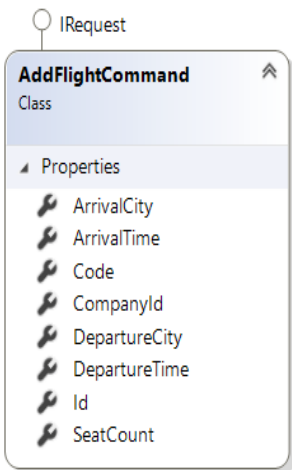 IRequest
AddFlightCommand
Class
Properties
ArrivalCity
ArrivalTime
Code
CompanyId
DepartureCity
DepartureTime
Id
SeatCount